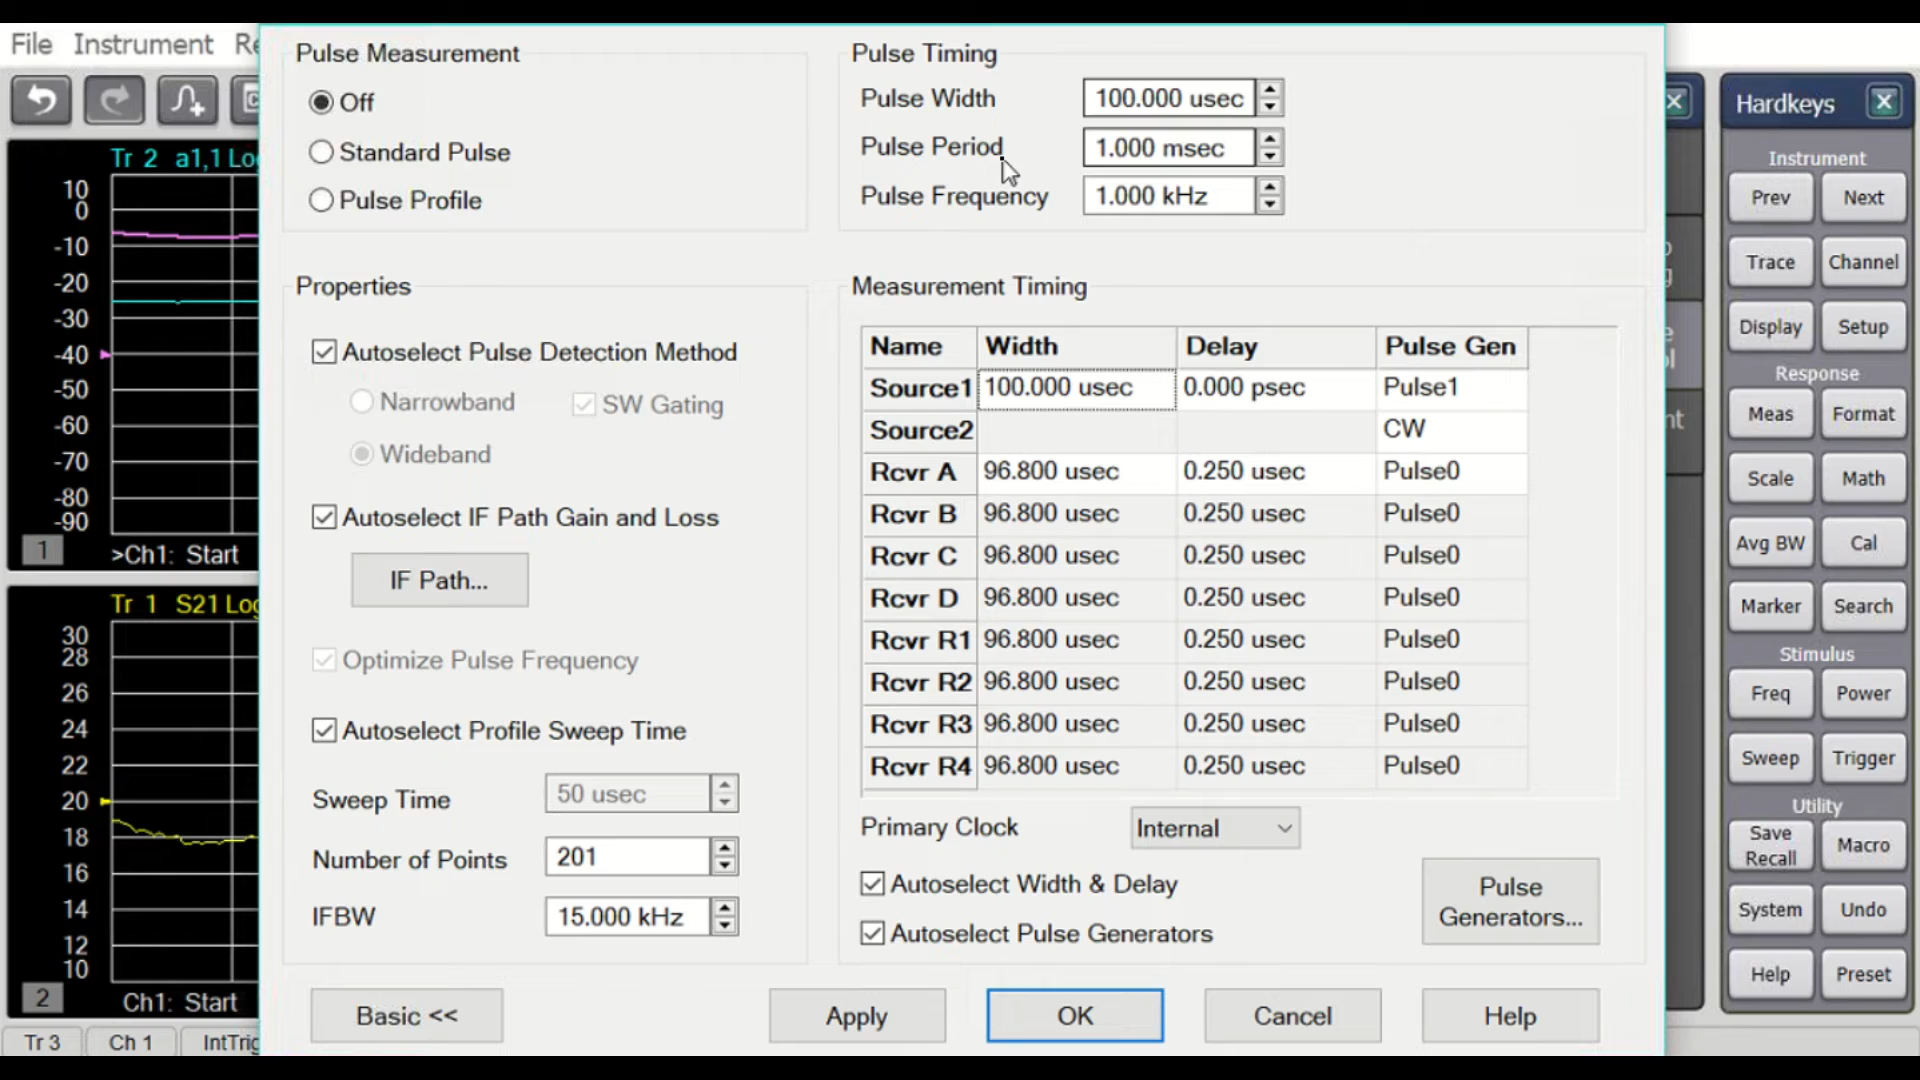 File Instrument
Pulse Measurement
Off
Standard Pulse
Pulse Profile
Pulse Timing
Pulse Width 100.000 usec
Pulse Period 1.000 msec
Pulse Frequency 1.000 kHz
Properties
Autoselect Pulse Detection Method
Narrowband SW Gating
Wideband
Autoselect IF Path Gain and Loss
IF Path...
Optimize Pulse Frequency
Autoselect Profile Sweep Time
Sweep Time 50 usec
Number of Points 201
IFBW 15.000 kHz
Measurement Timing
Name Width Delay Pulse Gen
Source1 100.000 usec 0.000 psec Pulse1
Source2 CW
Rcvr A 96.800 usec 0.250 usec Pulse0
Rcvr B 96.800 usec 0.250 usec Pulse0
Rcvr C 96.800 usec 0.250 usec Pulse0
Rcvr D 96.800 usec 0.250 usec Pulse0
Rcvr R1 96.800 usec 0.250 usec Pulse0
Rcvr R2 96.800 usec 0.250 usec Pulse0
Rcvr R3 96.800 usec 0.250 usec Pulse0
Rcvr R4 96.800 usec 0.250 usec Pulse0
Primary Clock Internal
Autoselect Width & Delay
Autoselect Pulse Generators
Pulse
Generators...
Basic << Apply OK Cancel Help
Tr 2 a1,1
10
0
-10
-20
-30
-40
-50
-60
-70
-80
-90
1 >Ch1: Start
Tr 1 S21
30
28
26
24
22
20
18
16
14
12
10
2 Ch1: Start
Tr 3 Ch 1
Hardkeys
Instrument
Prev Next
Trace Channel
Display Setup
Response
Meas Format
Scale Math
Avg BW Cal
Marker Search
Stimulus
Freq Power
Sweep Trigger
Utility
Save
Recall Macro
System Undo
Help Preset